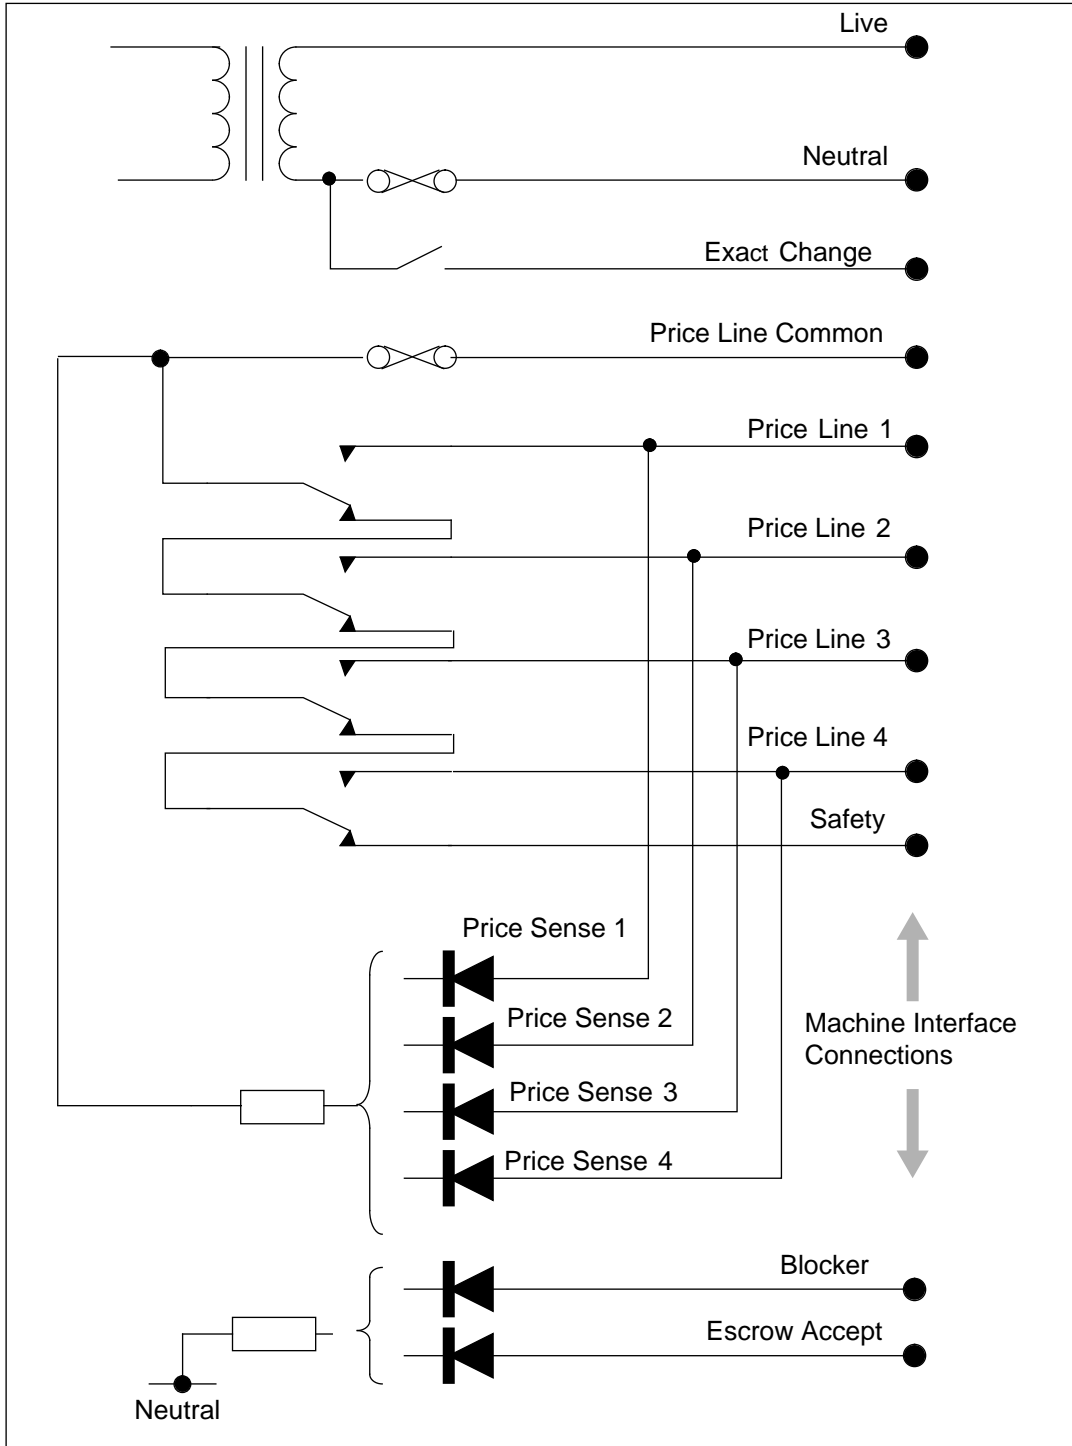 Live
Neutral
Exact Change
Price Line Common
Price Line 1
Price Line 2
Price Line 3
Price Line 4
Safety
Price Sense 1
Price Sense 2
Machine Interface
Connections
Price Sense 3
Price Sense 4
Blocker
Escrow Accept
Neutral